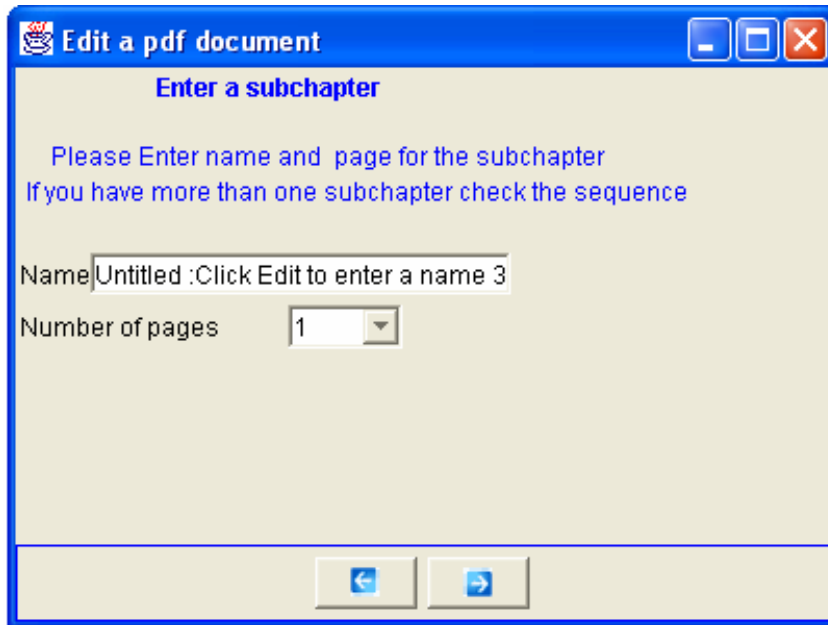 Edit a pdf document
Enter a subchapter
Please Enter name and page for the subchapter
If you have more than one subchapter check the sequence
Name Untitled :Click Edit to enter a name 3
Number of pages 1